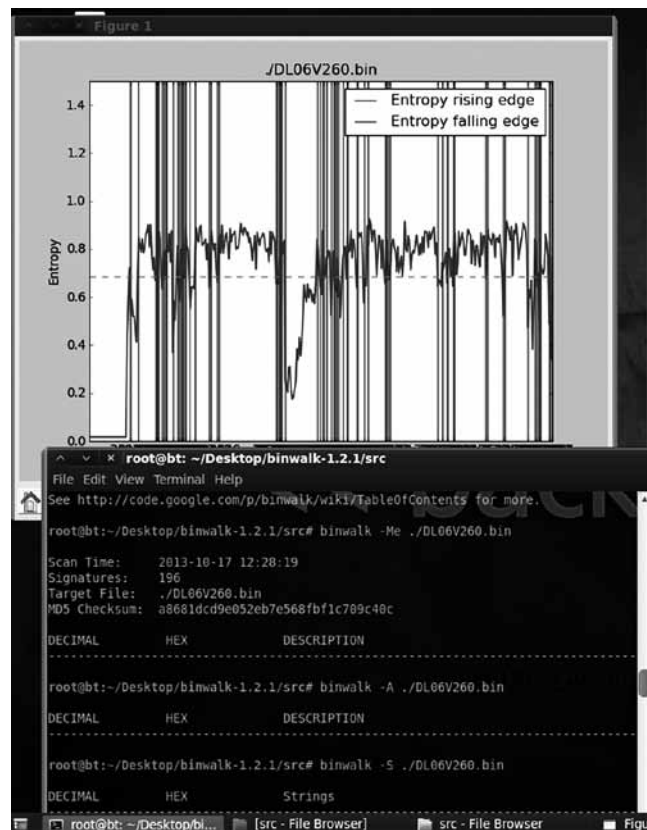 Figure 1
./DL06V260.bin
Entropy rising edge
Entropy falling edge
1.4
1.2
1.0
0.8
0.6
0.4
0.2
0.0
Entropy
root@bt: ~/Desktop/binwalk-1.2.1/src
File Edit View Terminal Help
See http://code.google.com/p/binwalk/wiki/TableOfContents for more.
root@bt:~/Desktop/binwalk-1.2.1/src# binwalk -Me ./DL06V260.bin
Scan Time: 2013-10-17 12:28:19
Signatures: 196
Target File: ./DL06V260.bin
MD5 Checksum: a8681dcd9e052eb7e568fbf1c709c40c
DECIMAL HEX DESCRIPTION
--------------------------------------------------------------------------------
root@bt:~/Desktop/binwalk-1.2.1/src# binwalk -A ./DL06V260.bin
DECIMAL HEX DESCRIPTION
--------------------------------------------------------------------------------
root@bt:~/Desktop/binwalk-1.2.1/src# binwalk -S ./DL06V260.bin
DECIMAL HEX Strings
--------------------------------------------------------------------------------
root@bt: ~/Desktop/bi...
[src - File Browser]
src - File Browser
Figu